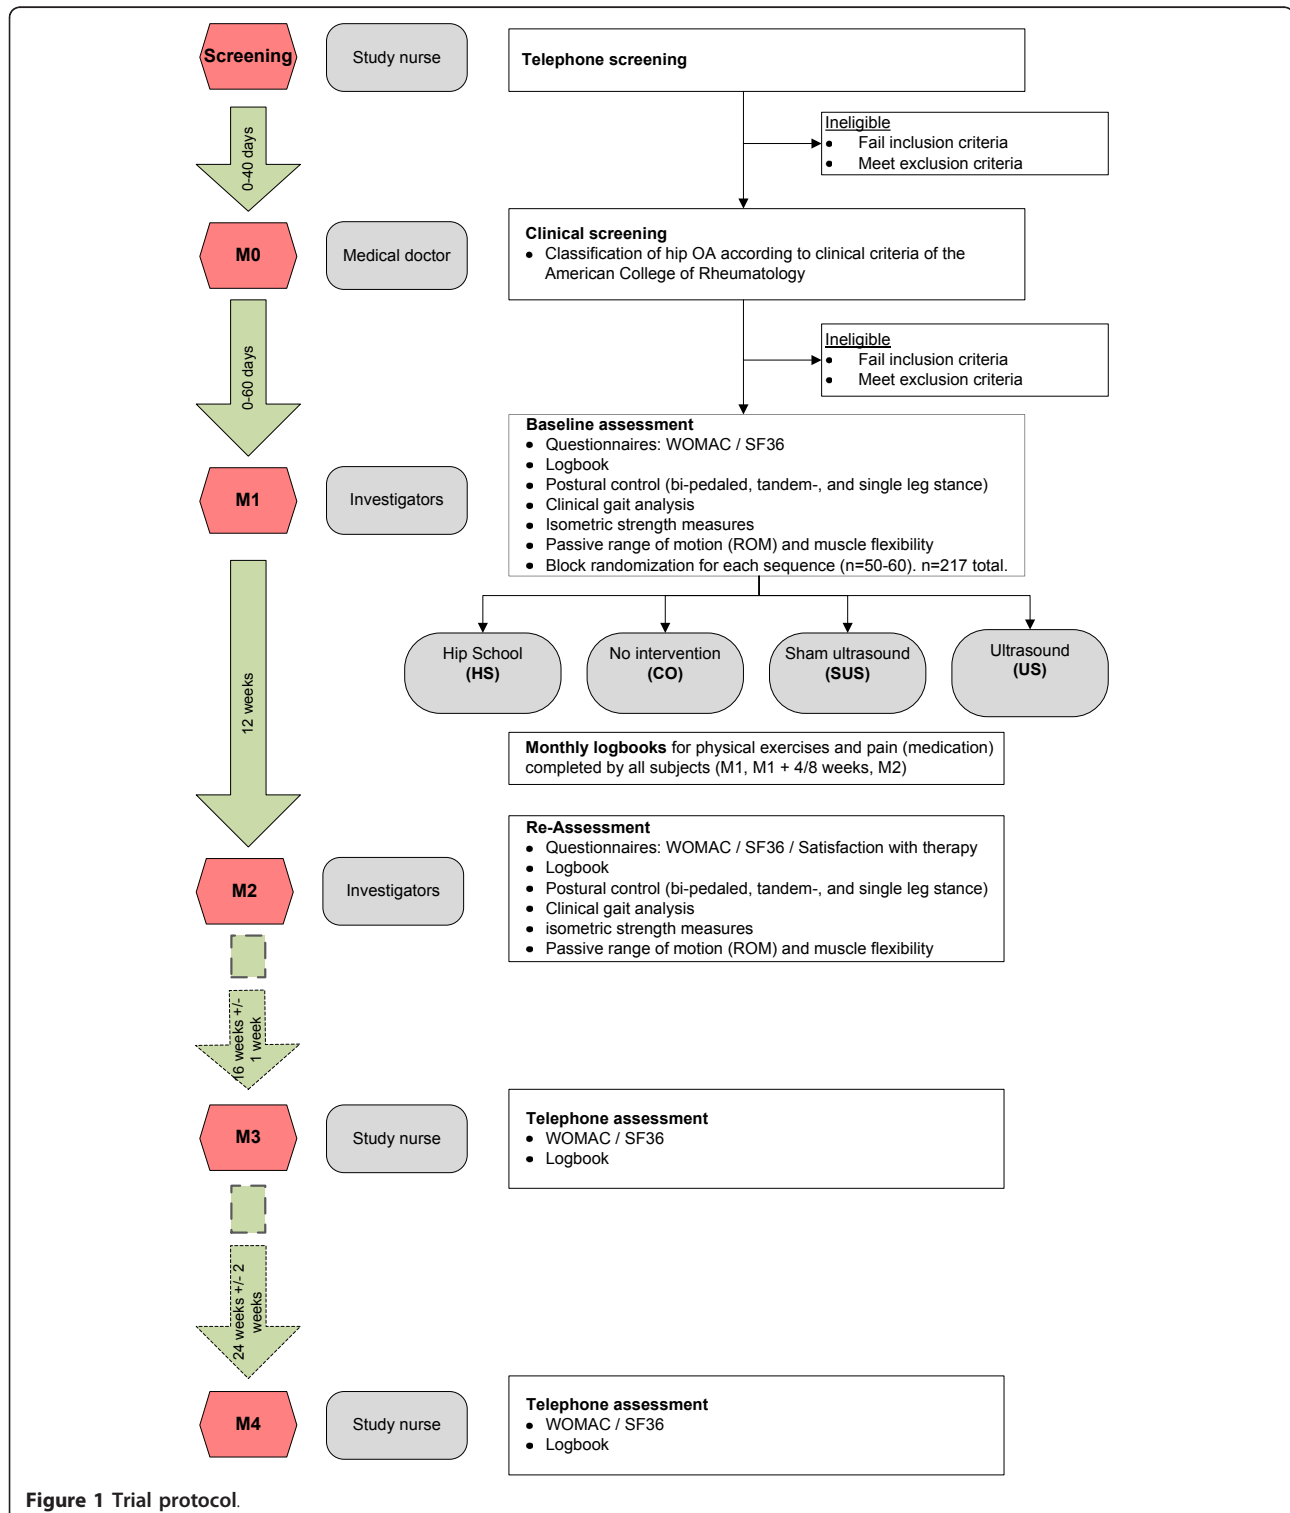 Screening
Study nurse
Telephone screening
Ineligible
• Fail inclusion criteria
• Meet exclusion criteria
0-40 days
M0
Medical doctor
Clinical screening
• Classification of hip OA according to clinical criteria of the
American College of Rheumatology
Ineligible
• Fail inclusion criteria
• Meet exclusion criteria
0-60 days
M1
Investigators
Baseline assessment
• Questionnaires: WOMAC / SF36
• Logbook
• Postural control (bi-pedaled, tandem-, and single leg stance)
• Clinical gait analysis
• Isometric strength measures
• Passive range of motion (ROM) and muscle flexibility
• Block randomization for each sequence (n=50-60). n=217 total.
Hip School
(HS)
No intervention
(CO)
Sham ultrasound
(SUS)
Ultrasound
(US)
12 weeks
Monthly logbooks for physical exercises and pain (medication)
completed by all subjects (M1, M1 + 4/8 weeks, M2)
M2
Investigators
Re-Assessment
• Questionnaires: WOMAC / SF36 / Satisfaction with therapy
• Logbook
• Postural control (bi-pedaled, tandem-, and single leg stance)
• Clinical gait analysis
• isometric strength measures
• Passive range of motion (ROM) and muscle flexibility
16 weeks +/-
1 week
M3
Study nurse
Telephone assessment
• WOMAC / SF36
• Logbook
24 weeks +/- 2
weeks
M4
Study nurse
Telephone assessment
• WOMAC / SF36
• Logbook
Figure 1 Trial protocol.